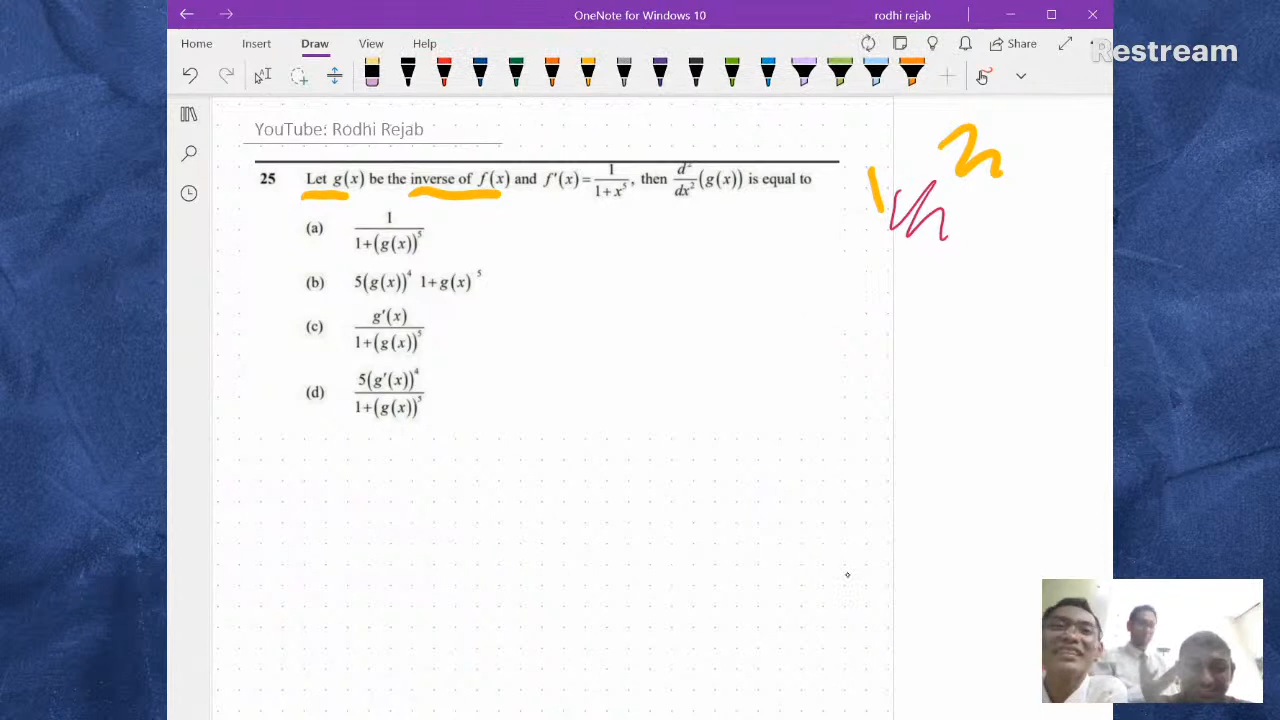 OneNote for Windows 10
rodhi rejab
Home Insert Draw View Help
Share
Restream
YouTube: Rodhi Rejab
25 Let g(x) be the inverse of f(x) and f'(x) = 1/(1+x⁵), then d²/dx² (g(x)) is equal to
(a) 1/(1+(g(x))⁵)
(b) 5(g(x))⁴ 1+g(x) ⁵
(c) g'(x)/(1+(g(x))⁵)
(d) 5(g'(x))⁴/(1+(g(x))⁵)